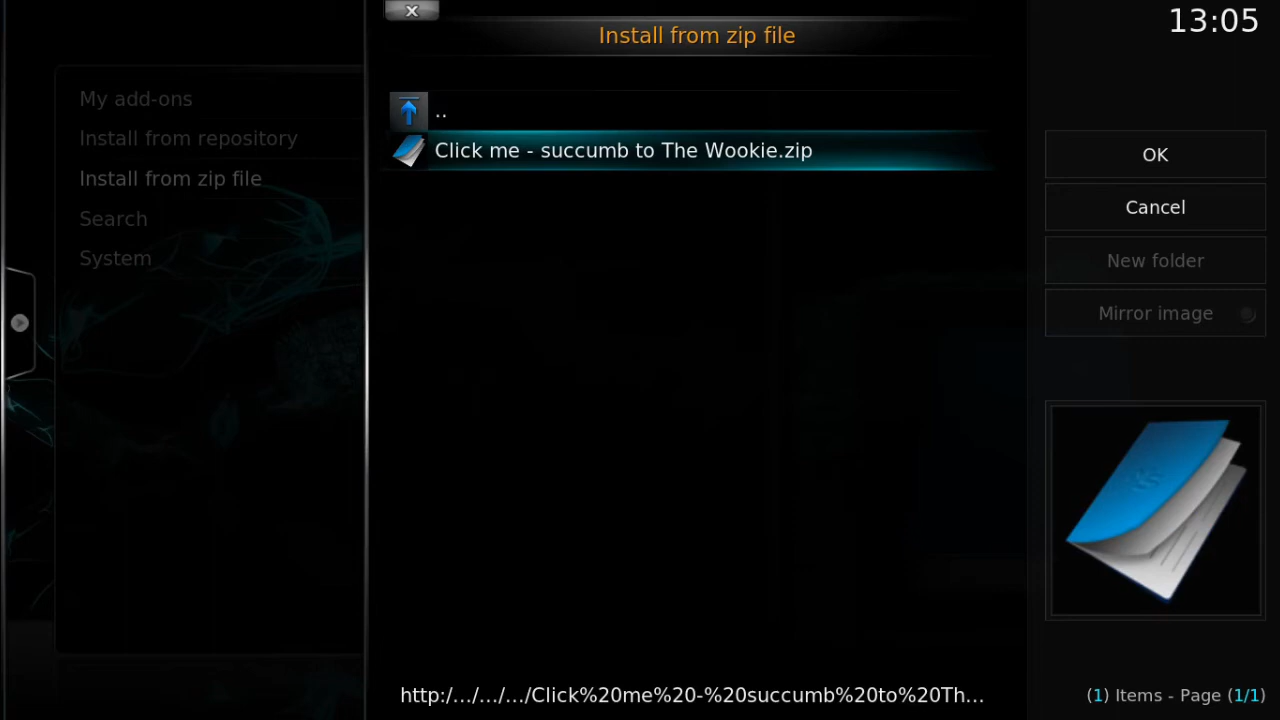 x
Install from zip file
13:05
My add-ons
Install from repository
Install from zip file
Search
System
..
Click me - succumb to The Wookie.zip
OK
Cancel
New folder
Mirror image
http:/.../.../.../Click%20me%20-%20succumb%20to%20Th...
(1) Items - Page (1/1)